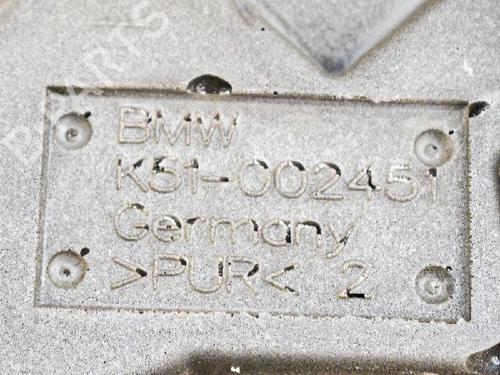 BMW
K51-002451
Germany
>PUR< 2